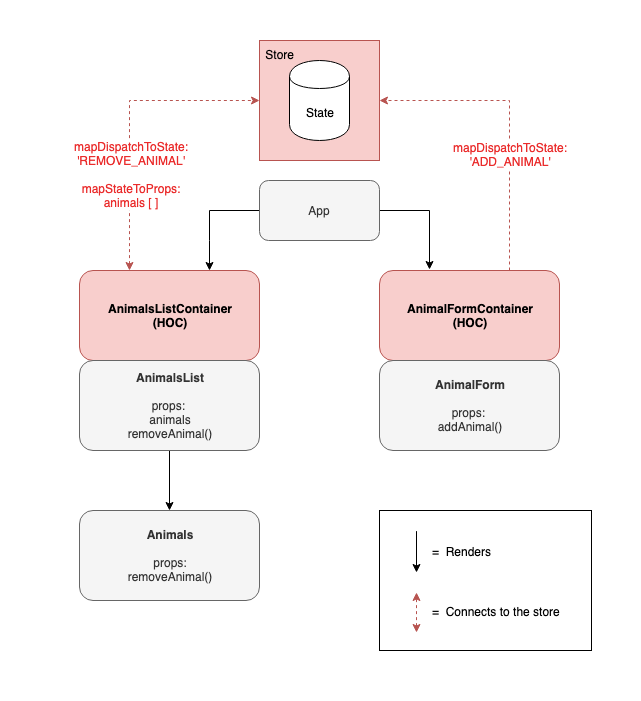 Store
State
mapDispatchToState:
'REMOVE_ANIMAL'
mapStateToProps:
animals [ ]
mapDispatchToState:
'ADD_ANIMAL'
App
AnimalsListContainer
(HOC)
AnimalFormContainer
(HOC)
AnimalsList
props:
animals
removeAnimal()
AnimalForm
props:
addAnimal()
Animals
props:
removeAnimal()
= Renders
= Connects to the store